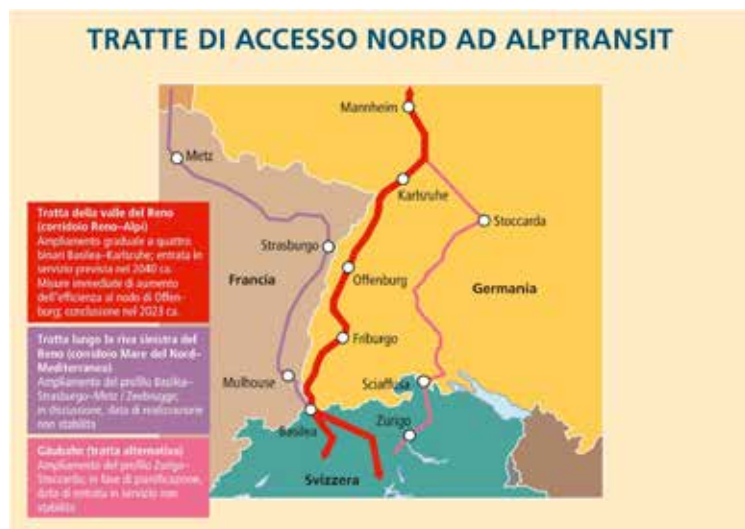 TRATTE DI ACCESSO NORD AD ALPTRANSIT
Mannheim
Metz
Karlsruhe
Stoccarda
Strasburgo
Offenburg
Francia
Germania
Friburgo
Mulhouse
Sciaffusa
Basilea
Zurigo
Svizzera
Tratta della valle del Reno
(corridoio Reno–Alpi)
Ampliamento graduale a quattro
binari Basilea–Karlsruhe; entrata in
servizio prevista nel 2040 ca.
Misure immediate di aumento
dell'efficienza al nodo di Offen-
burg; conclusione nel 2023 ca.
Tratta lungo la riva sinistra del
Reno (corridoio Mare del Nord–
Mediterraneo)
Ampliamento del profilo Basilea–
Strasburgo–Metz / Zeebrugge;
in discussione, data di realizzazione
non stabilita
Gäubahn (tratta alternativa)
Ampliamento del profilo Zurigo–
Stoccarda; in fase di pianificazione,
data di entrata in servizio non
stabilita